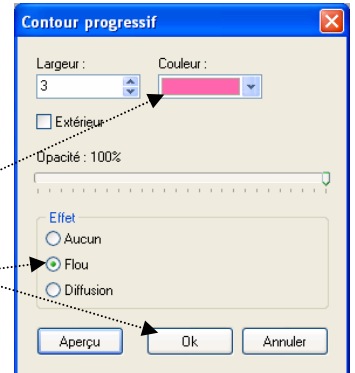 Contour progressif
Largeur : Couleur :
3
Extérieur
Opacité : 100%
Effet
Aucun
Flou
Diffusion
Aperçu Ok Annuler